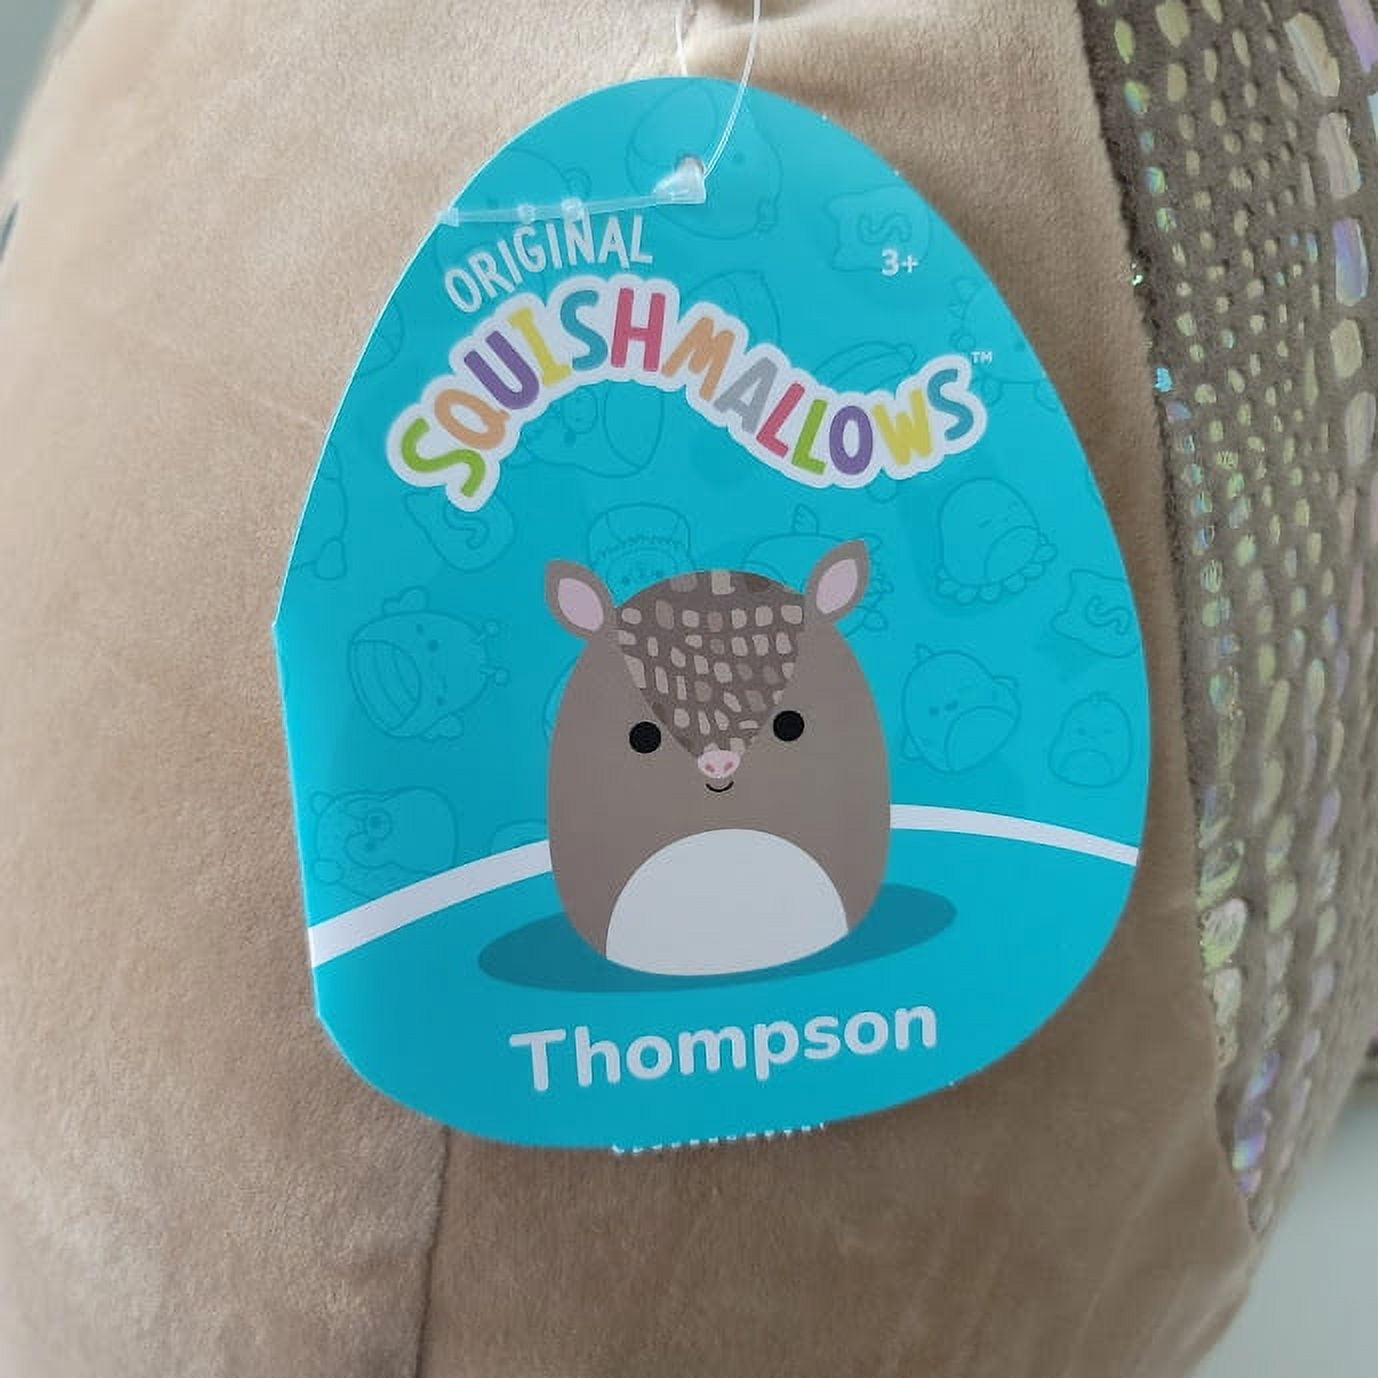 ORIGINAL
3+
SQUISHMALLOWS™
Thompson